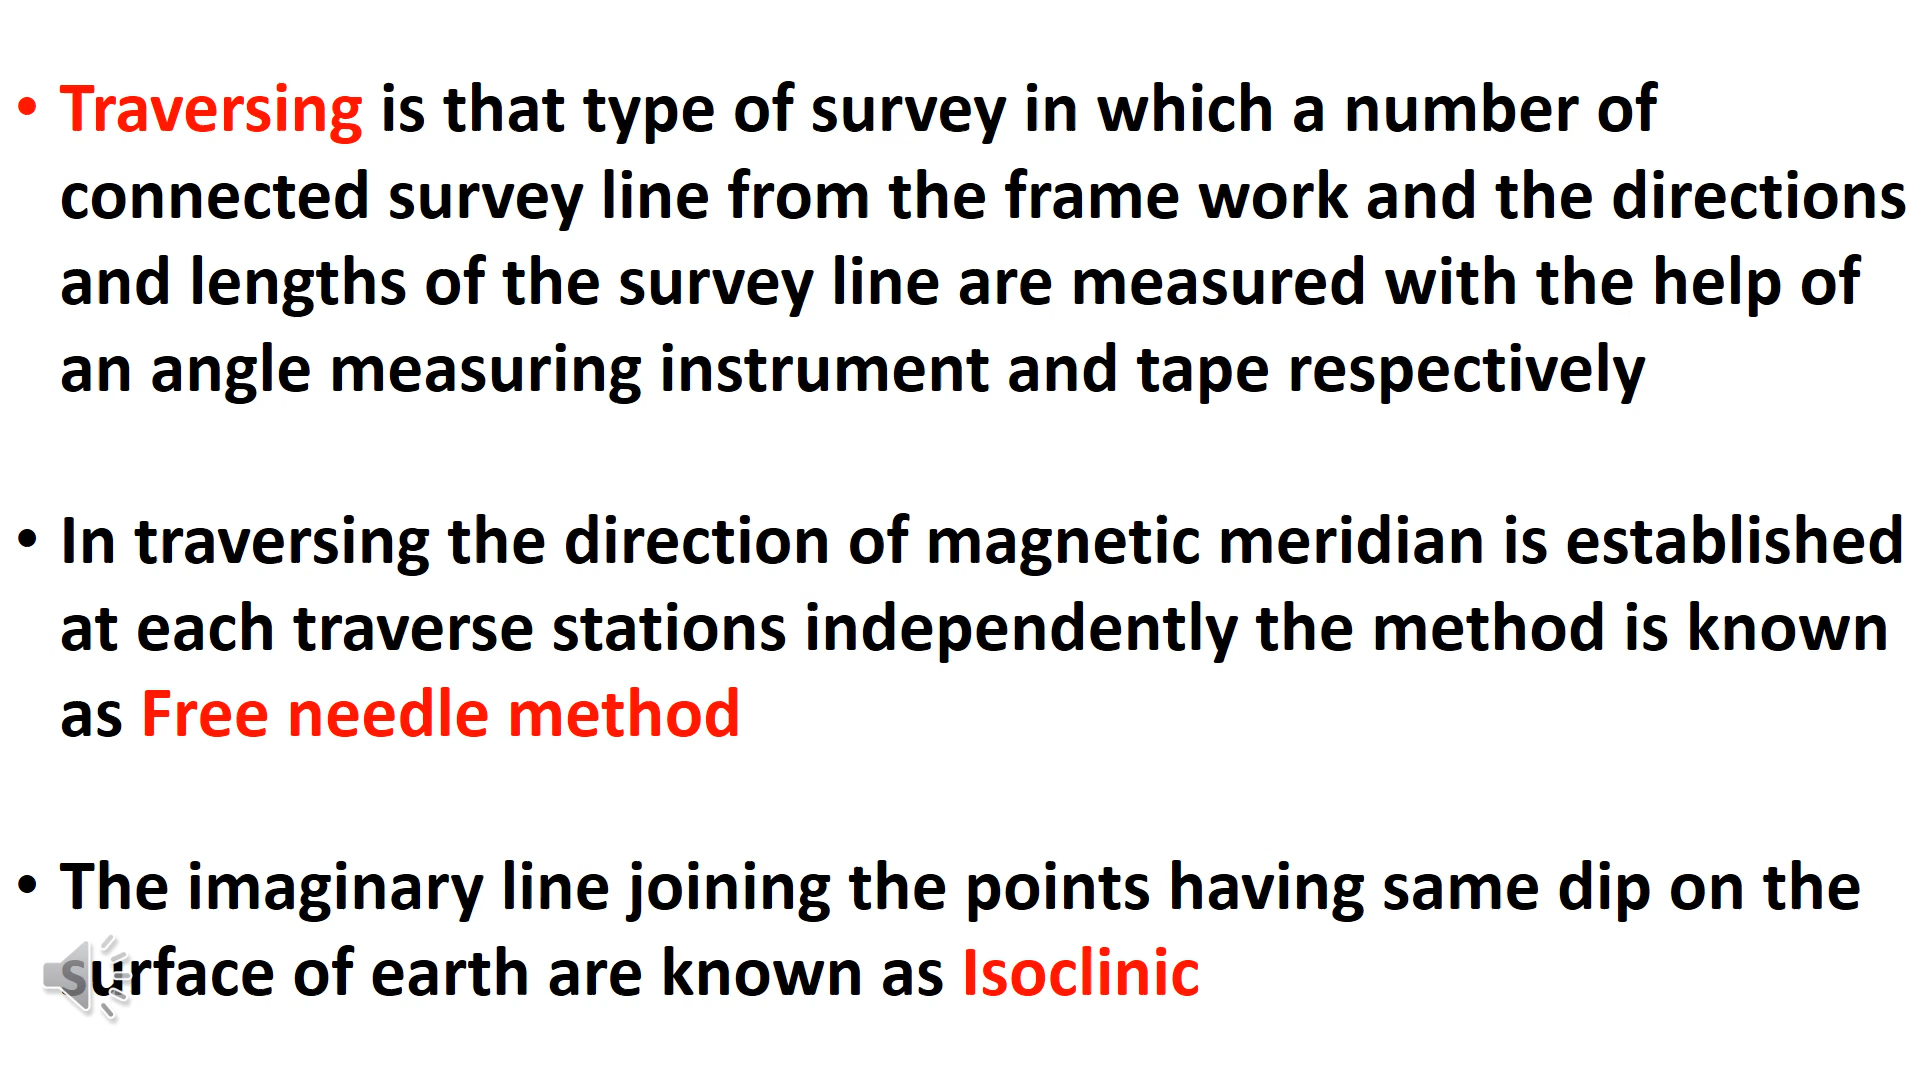 • Traversing is that type of survey in which a number of
connected survey line from the frame work and the directions
and lengths of the survey line are measured with the help of
an angle measuring instrument and tape respectively
• In traversing the direction of magnetic meridian is established
at each traverse stations independently the method is known
as Free needle method
• The imaginary line joining the points having same dip on the
surface of earth are known as Isoclinic